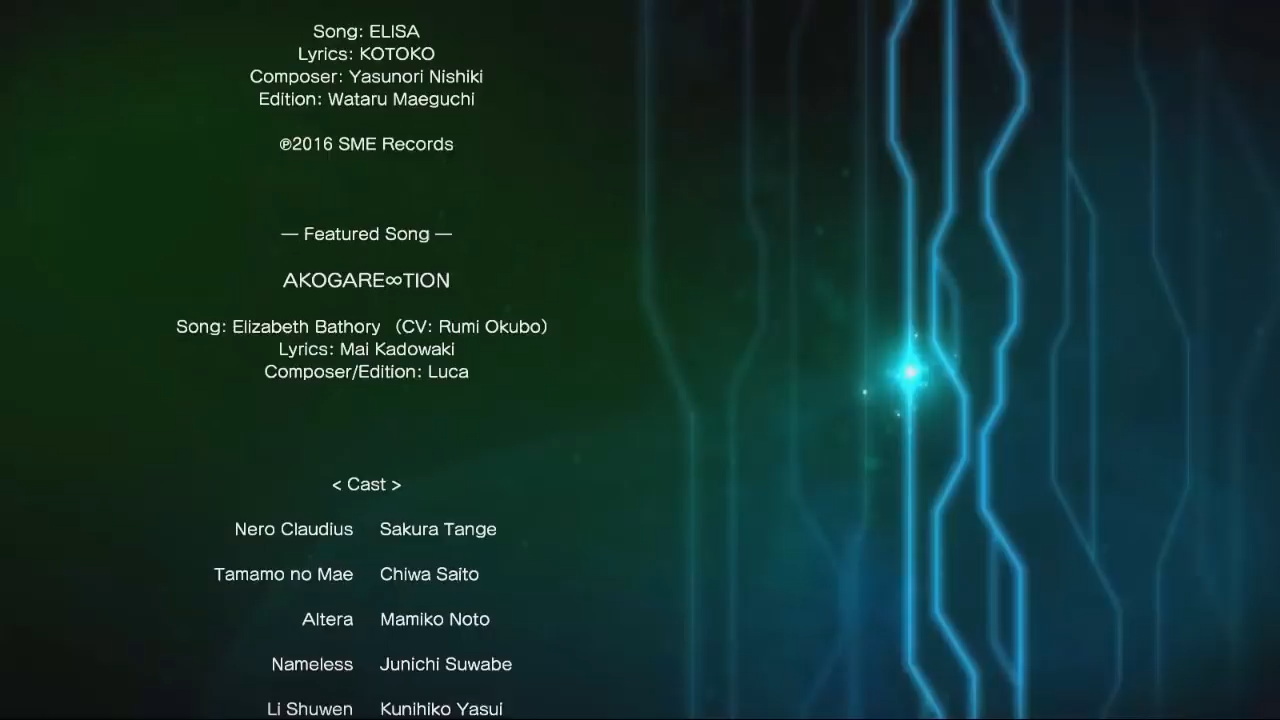 Song: ELISA
Lyrics: KOTOKO
Composer: Yasunori Nishiki
Edition: Wataru Maeguchi
℗2016 SME Records
— Featured Song —
AKOGARE∞TION
Song: Elizabeth Bathory （CV: Rumi Okubo）
Lyrics: Mai Kadowaki
Composer/Edition: Luca
< Cast >
Nero Claudius Sakura Tange
Tamamo no Mae Chiwa Saito
Altera Mamiko Noto
Nameless Junichi Suwabe
Li Shuwen Kunihiko Yasui